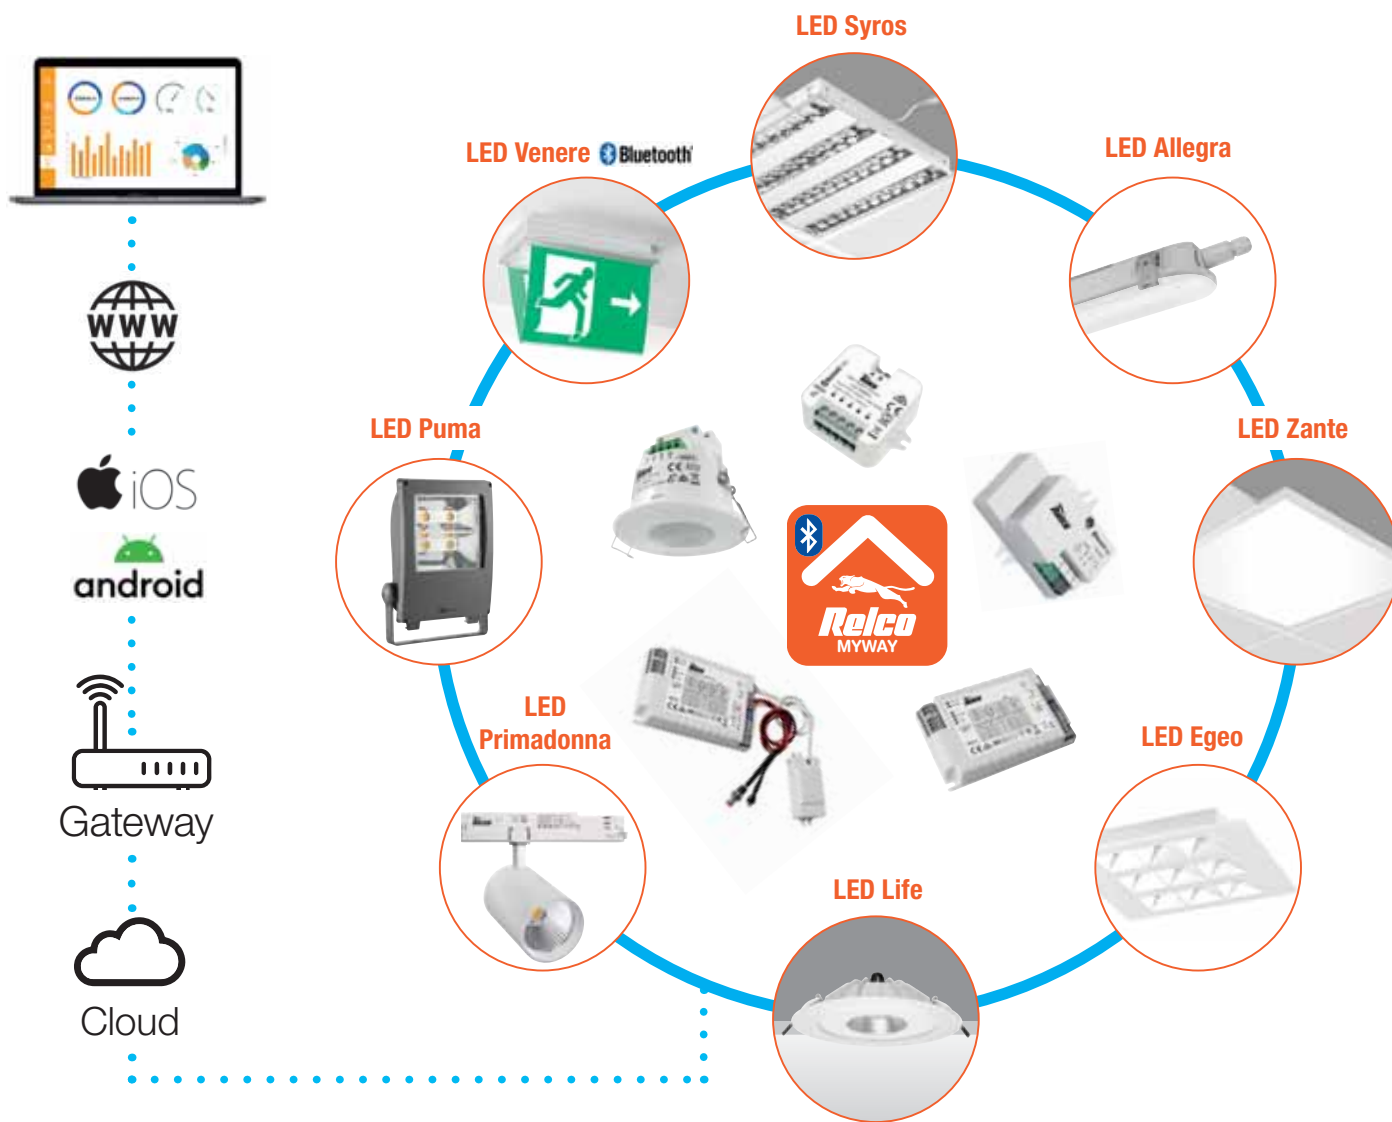 LED Syros
LED Venere Bluetooth
LED Allegra
WWW
LED Puma
LED Zante
iOS
android
Relco
MYWAY
LED
Primadonna
LED Egeo
Gateway
LED Life
Cloud